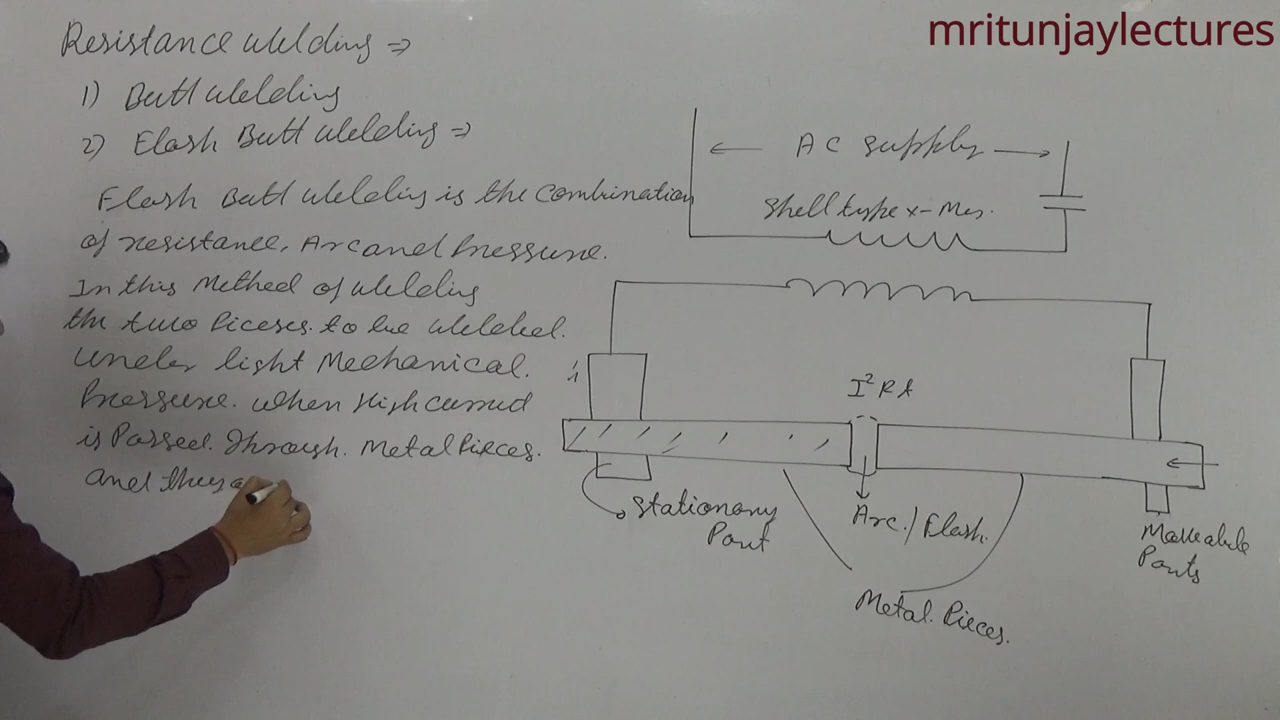 mritunjaylectures
Resistance welding ⇒
1) Butt welding
2) Flash Butt welding ⇒
Flash Butt welding is the combination
of resistance, Arc and Pressure.
In this Method of welding
the two Pieces to be welded.
under light Mechanical.
Pressure. when High current
is Passed. Through. Metal Pieces.
and they
AC supply
Shell type x-Mer.
I²Rt
Stationary
Part
Arc./Flash.
Moveable
Parts
Metal. Pieces.